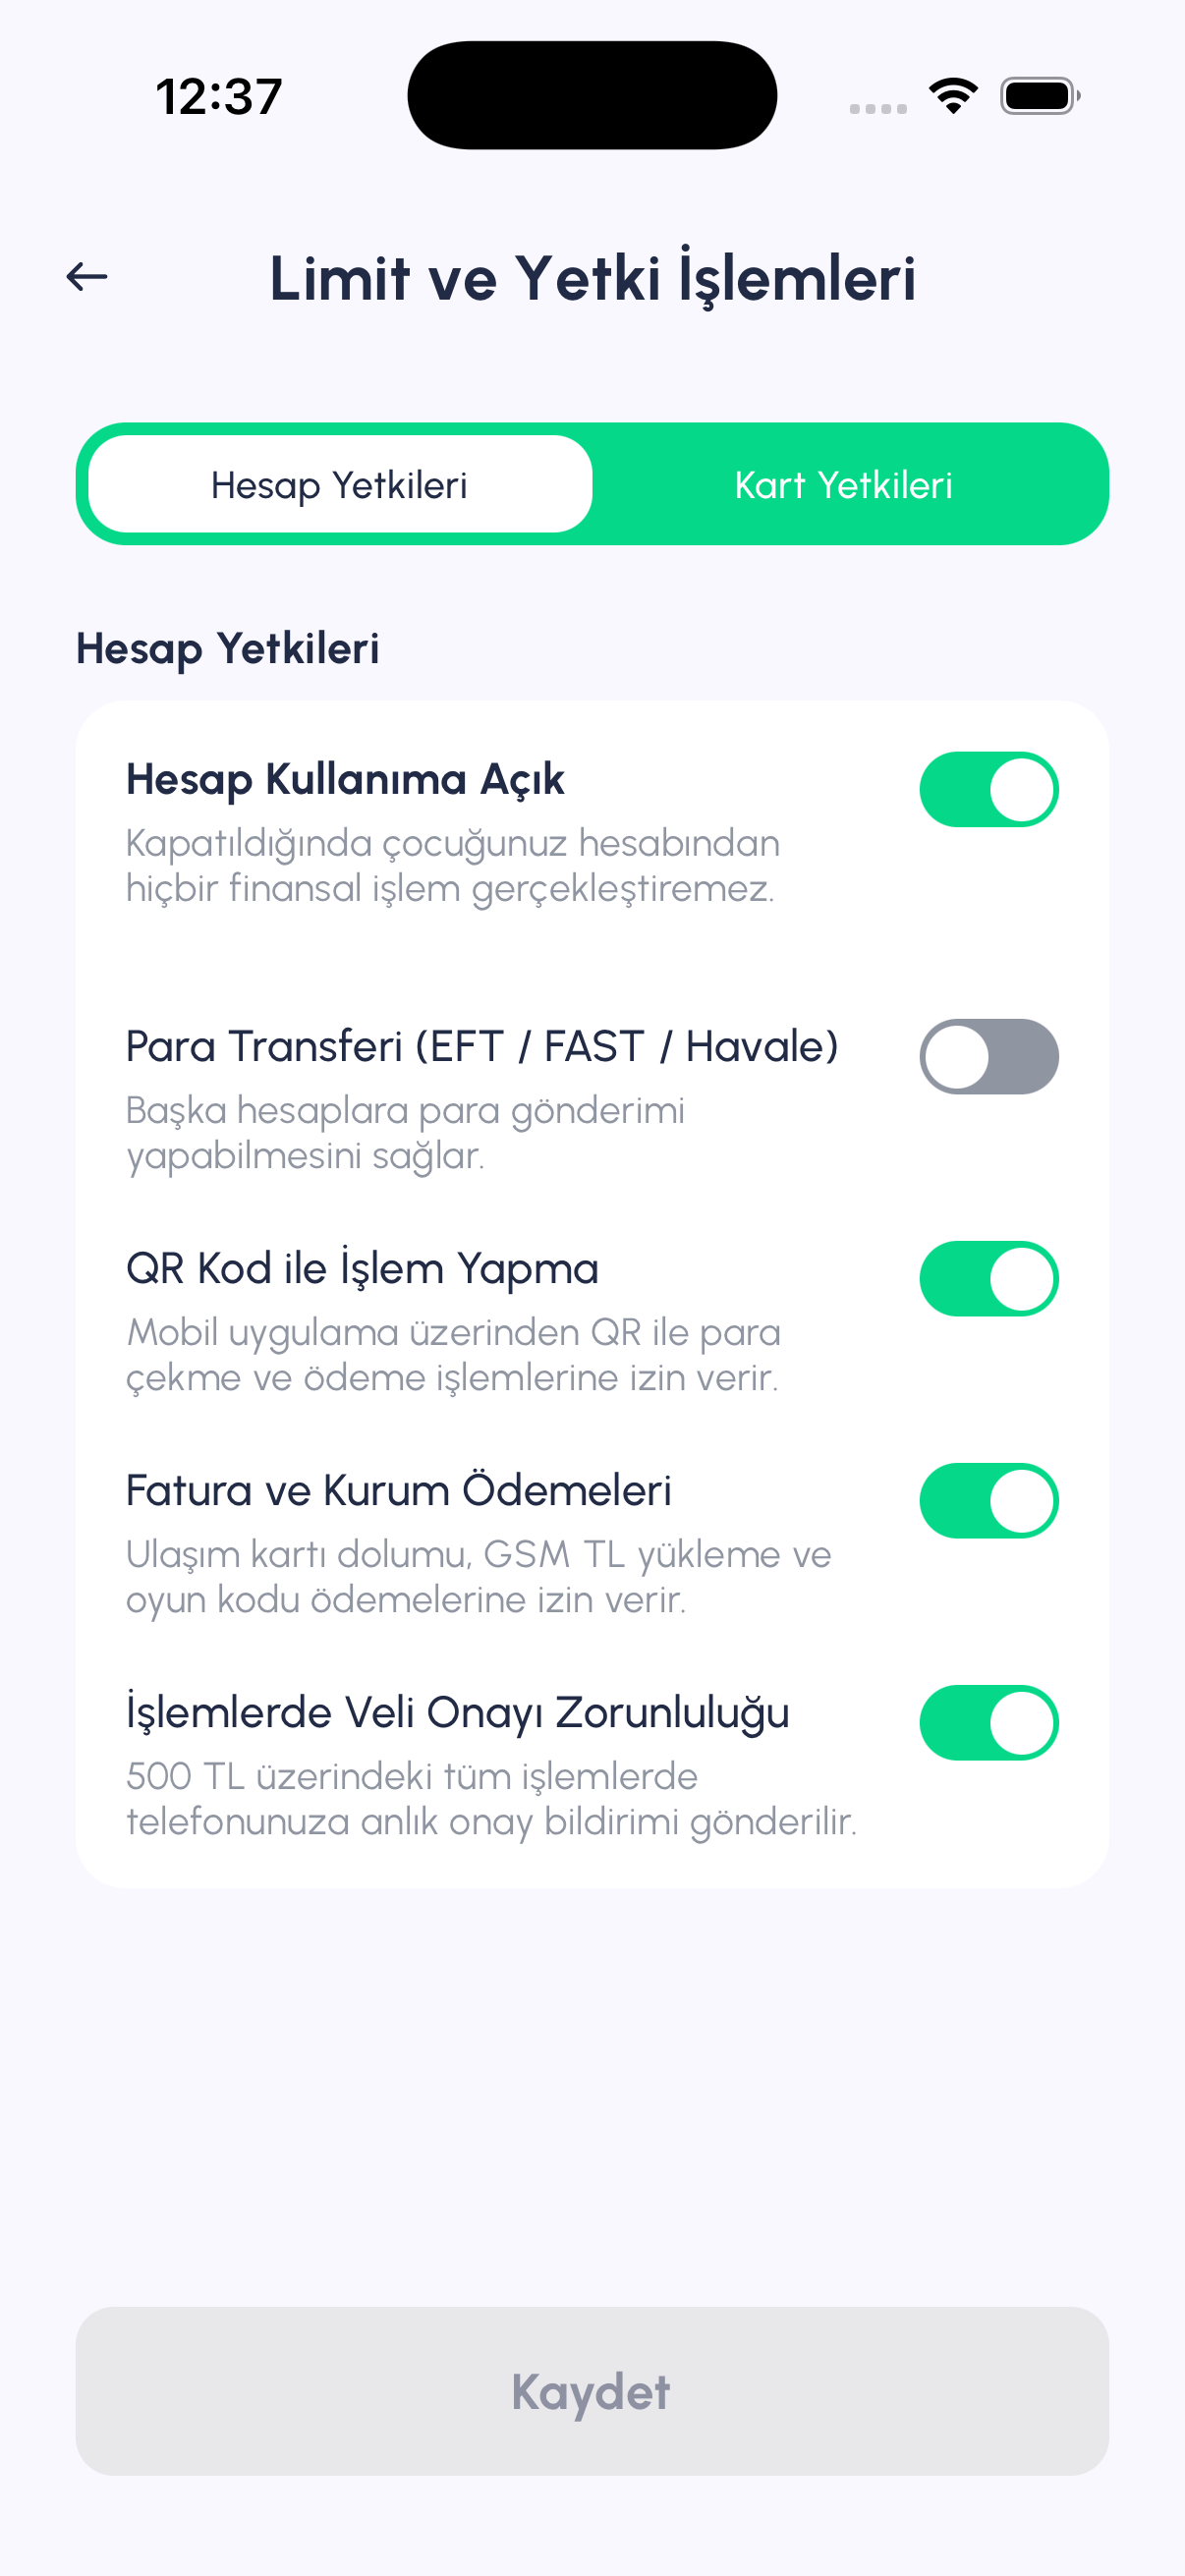 12:37
Limit ve Yetki İşlemleri
Hesap Yetkileri
Kart Yetkileri
Hesap Yetkileri
Hesap Kullanıma Açık
Kapatıldığında çocuğunuz hesabından
hiçbir finansal işlem gerçekleştiremez.
Para Transferi (EFT / FAST / Havale)
Başka hesaplara para gönderimi
yapabilmesini sağlar.
QR Kod ile İşlem Yapma
Mobil uygulama üzerinden QR ile para
çekme ve ödeme işlemlerine izin verir.
Fatura ve Kurum Ödemeleri
Ulaşım kartı dolumu, GSM TL yükleme ve
oyun kodu ödemelerine izin verir.
İşlemlerde Veli Onayı Zorunluluğu
500 TL üzerindeki tüm işlemlerde
telefonunuza anlık onay bildirimi gönderilir.
Kaydet